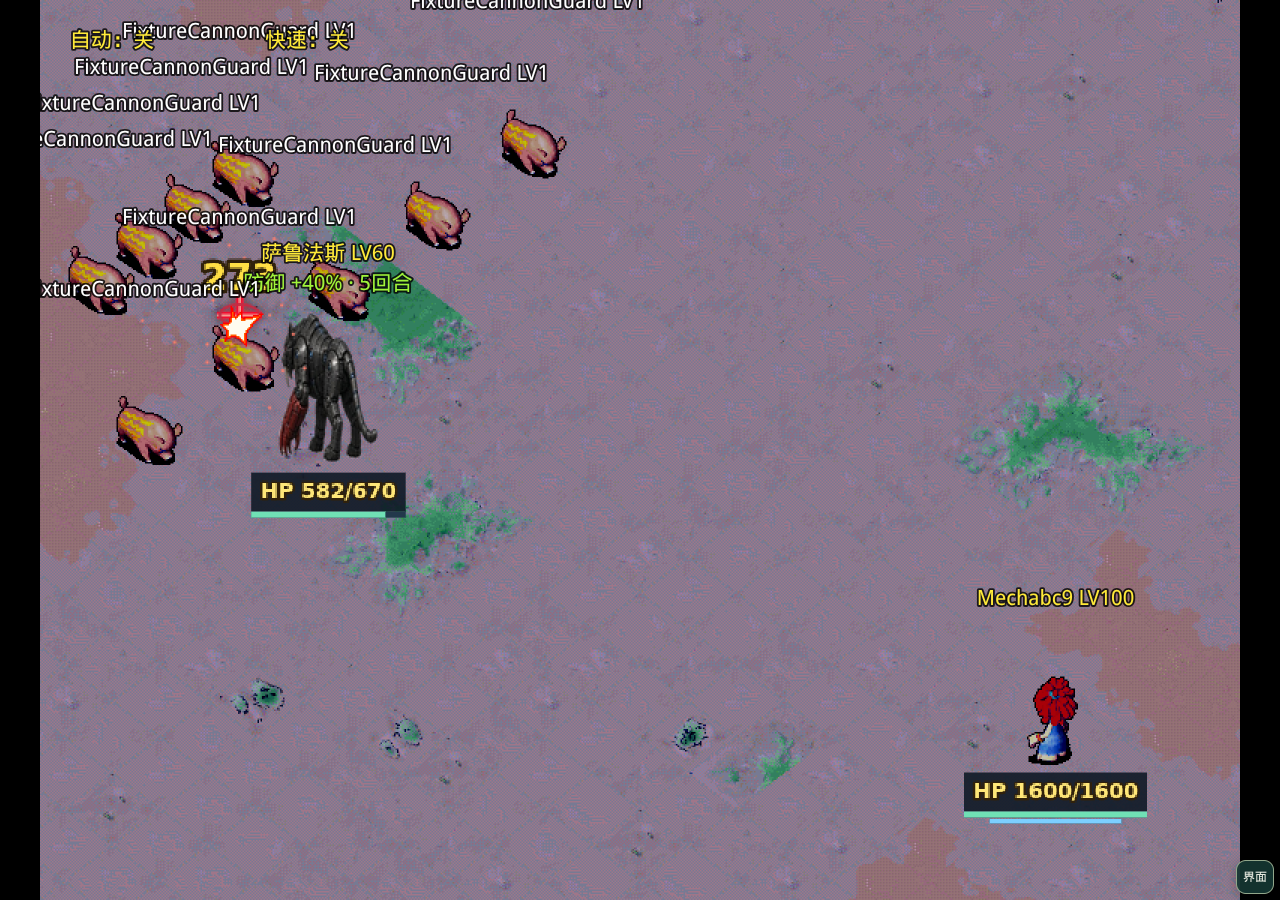 FixtureCannonGuard LV1
FixtureCannonGuard LV1
自动: 关
快速: 关
FixtureCannonGuard LV1
FixtureCannonGuard LV1
xtureCannonGuard LV1
eCannonGuard LV1
FixtureCannonGuard LV1
FixtureCannonGuard LV1
萨鲁法斯 LV60
防御 +40% · 5回合
xtureCannonGuard LV1
HP 582/670
Mechabc9 LV100
HP 1600/1600
界面